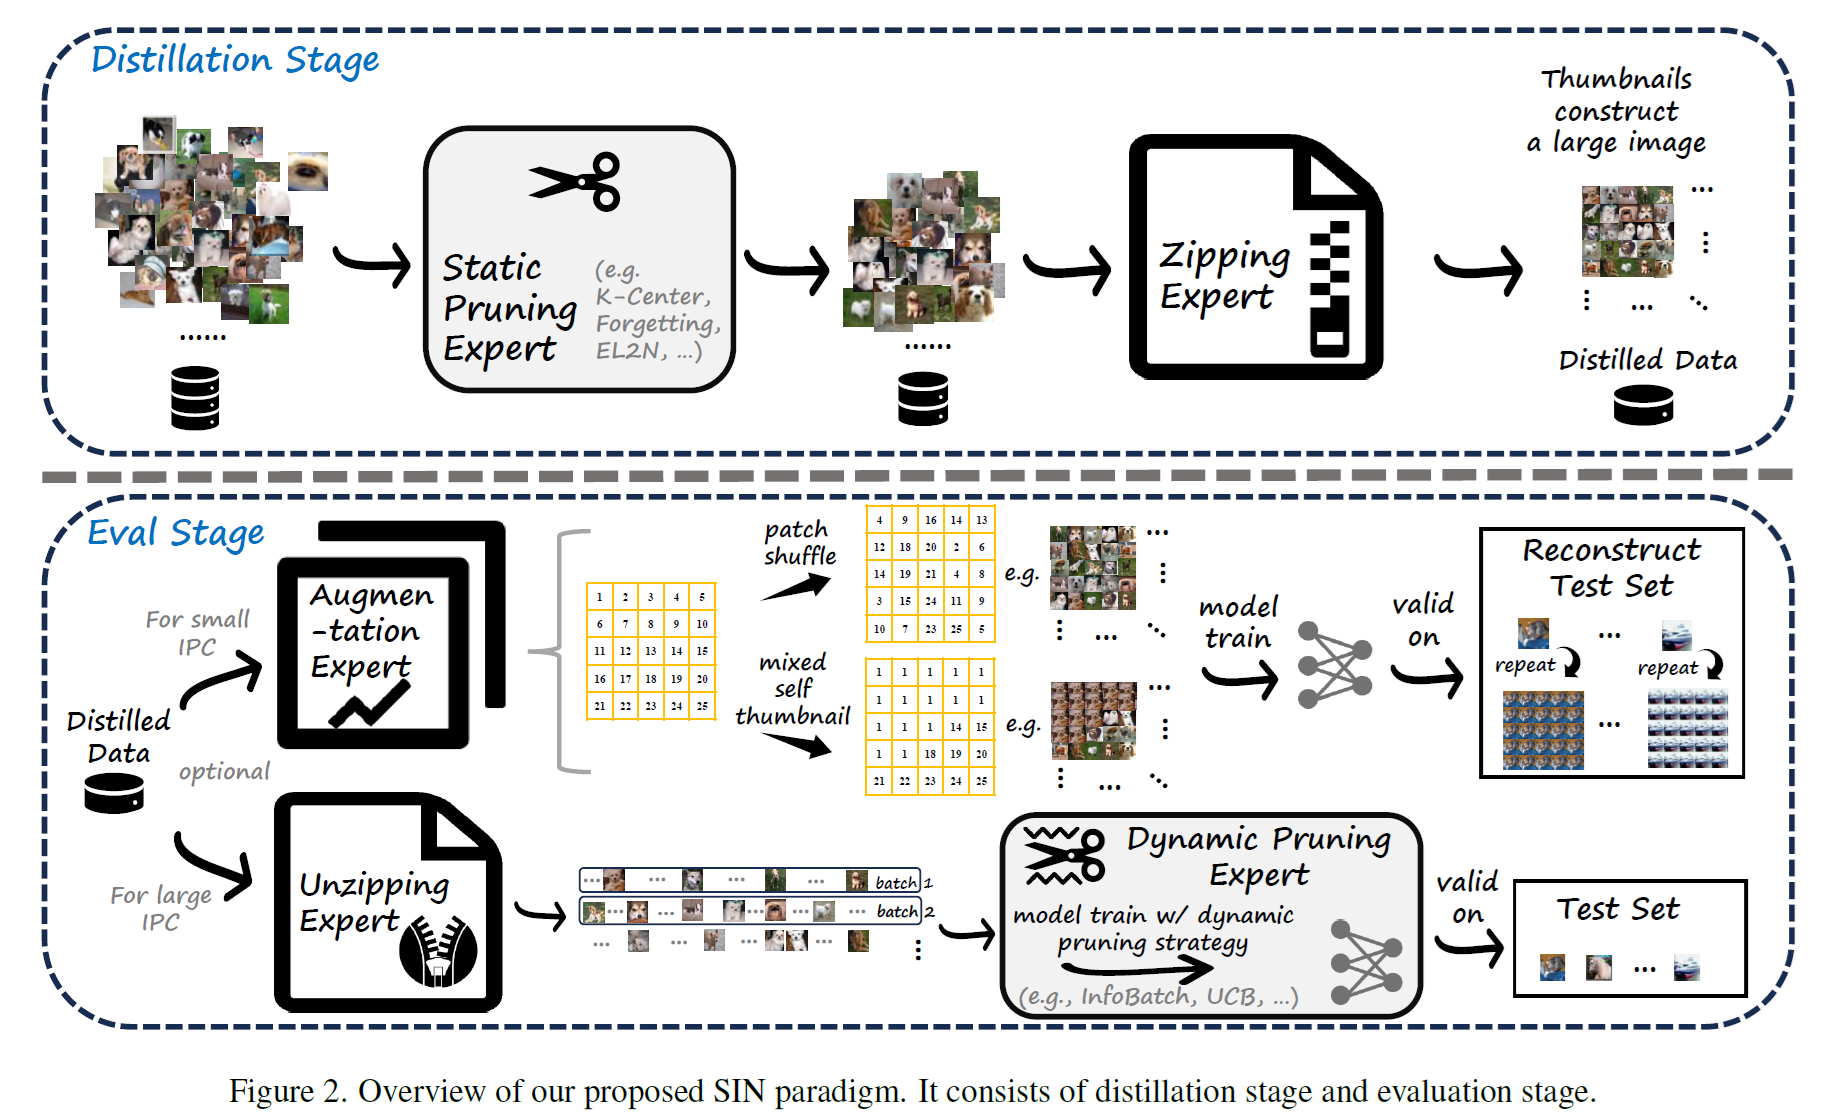 Distillation Stage
Thumbnails
construct
a large image
Static
Pruning
Expert
(e.g.
K-Center,
Forgetting,
EL2N, ...)
Zipping
Expert
...
...
......
......
Distilled Data
Eval Stage
For small
IPC
Augmen
-tation
Expert
Distilled
Data
optional
For large
IPC
Unzipping
Expert
1 2 3 4 5
6 7 8 9 10
11 12 13 14 15
16 17 18 19 20
21 22 23 24 25
patch
shuffle
4 9 16 14 13
12 18 20 2 6
14 19 21 4 8
3 15 24 11 9
10 7 23 25 5
e.g.
...
...
mixed
self
thumbnail
1 1 1 1 1
1 1 1 1 1
1 1 1 14 15
1 1 18 19 20
21 22 23 24 25
e.g.
...
...
model
train
valid
on
Reconstruct
Test Set
...
repeat
repeat
...
... ... ... ... batch 1
... ... ... ... ... batch 2
... ... ... ...
Dynamic Pruning
Expert
model train w/ dynamic
pruning strategy
(e.g., InfoBatch, UCB, ...)
valid
on
Test Set
...
Figure 2. Overview of our proposed SIN paradigm. It consists of distillation stage and evaluation stage.